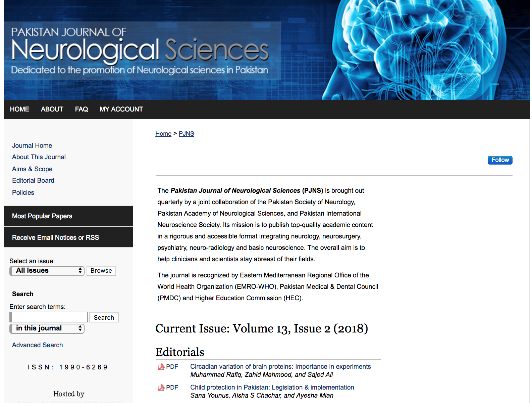 PAKISTAN JOURNAL OF
Neurological Sciences
Dedicated to the promotion of Neurological sciences in Pakistan
HOME ABOUT FAQ MY ACCOUNT
Home > PJNS
Journal Home
About This Journal
Aims & Scope
Editorial Board
Policies
Most Popular Papers
Receive Email Notices or RSS
Select an issue:
All Issues Browse
Search
Enter search terms:
Search
in this journal
Advanced Search
ISSN: 1990-6269
Hosted by
Follow
The Pakistan Journal of Neurological Sciences (PJNS) is brought out
quarterly by a joint collaboration of the Pakistan Society of Neurology,
Pakistan Academy of Neurological Sciences, and Pakistan International
Neuroscience Society. Its mission is to publish top-quality academic content
in a rigorous and accessible format integrating neurology, neurosurgery,
psychiatry, neuro-radiology and basic neuroscience. The overall aim is to
help clinicians and scientists stay abreast of their fields.
The journal is recognized by Eastern Mediterranean Regional Office of the
World Health Organization (EMRO-WHO), Pakistan Medical & Dental Council
(PMDC) and Higher Education Commission (HEC).
Current Issue: Volume 13, Issue 2 (2018)
Editorials
PDF Circadian variation of brain proteins: importance in experiments
Muhammad Rafiq, Zahid Mahmood, and Sajed Ali
PDF Child protection in Pakistan: Legislation & implementation
Sana Younus, Aisha S Chachar, and Ayesha Mian